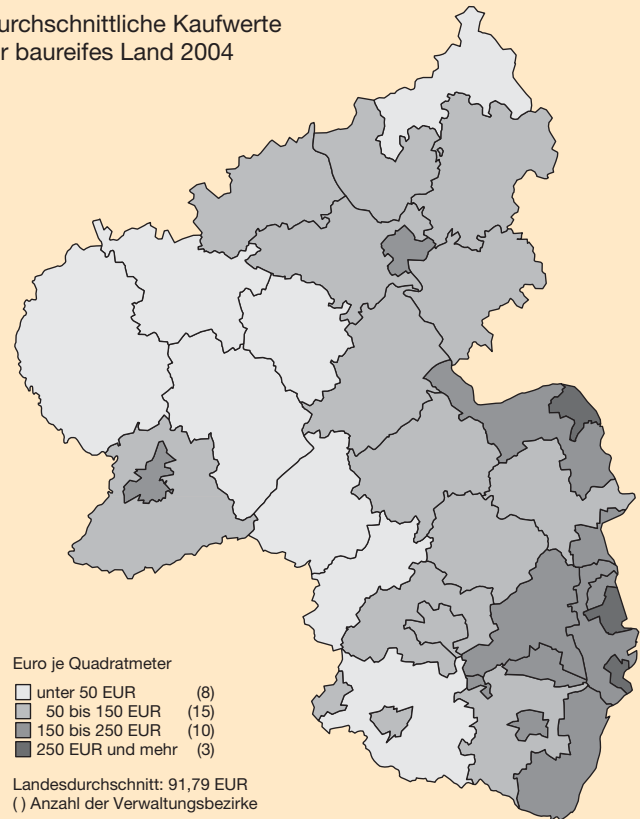 urchschnittliche Kaufwerte
r baureifes Land 2004
Euro je Quadratmeter
unter 50 EUR (8)
50 bis 150 EUR (15)
150 bis 250 EUR (10)
250 EUR und mehr (3)
Landesdurchschnitt: 91,79 EUR
( ) Anzahl der Verwaltungsbezirke